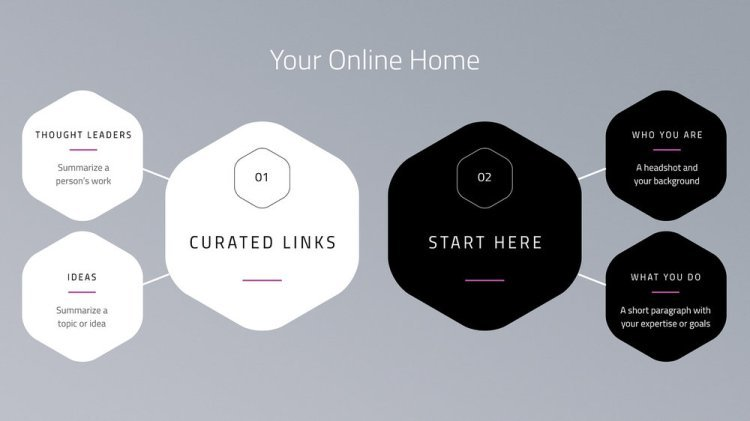 Your Online Home
THOUGHT LEADERS
Summarize a
person's work
IDEAS
Summarize a
topic or idea
01
CURATED LINKS
02
START HERE
WHO YOU ARE
A headshot and
your background
WHAT YOU DO
A short paragraph with
your expertise or goals